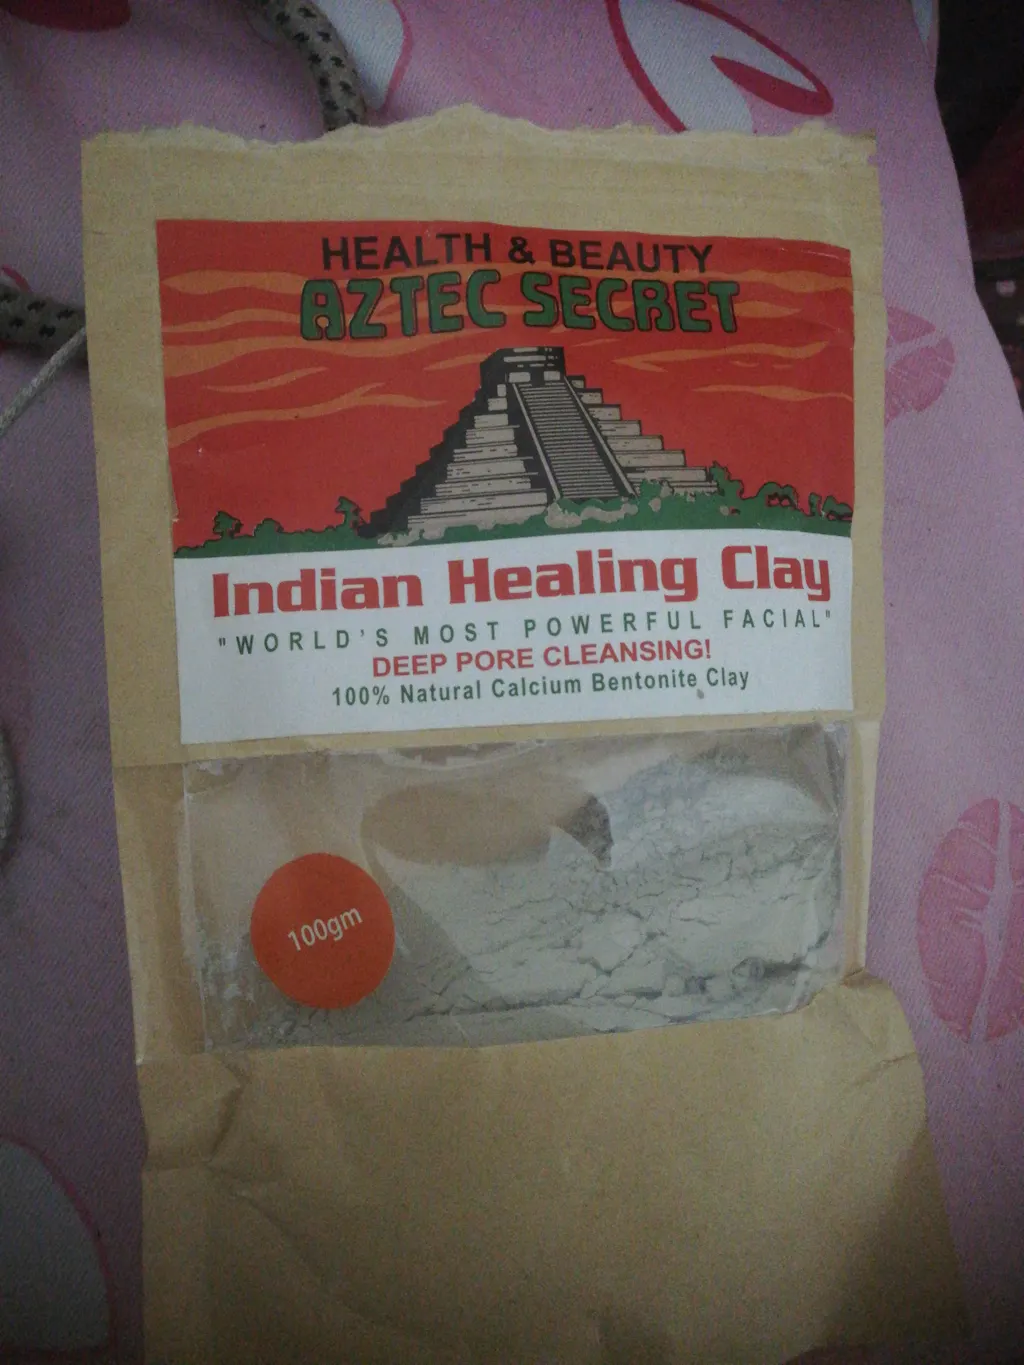 HEALTH & BEAUTY
AZTEC SECRET
Indian Healing Clay
"WORLD'S MOST POWERFUL FACIAL"
DEEP PORE CLEANSING!
100% Natural Calcium Bentonite Clay
100gm